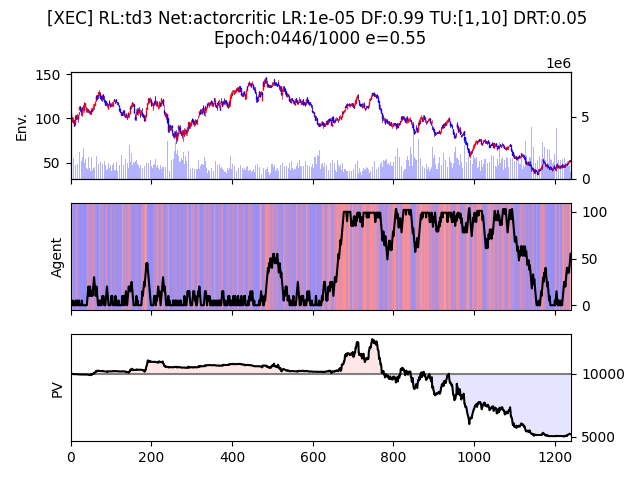 [XEC] RL:td3 Net:actorcritic LR:1e-05 DF:0.99 TU:[1,10] DRT:0.05
Epoch:0446/1000 e=0.55
1e6
150
100
50
Env.
5
0
Agent
100
50
0
PV
10000
5000
0 200 400 600 800 1000 1200